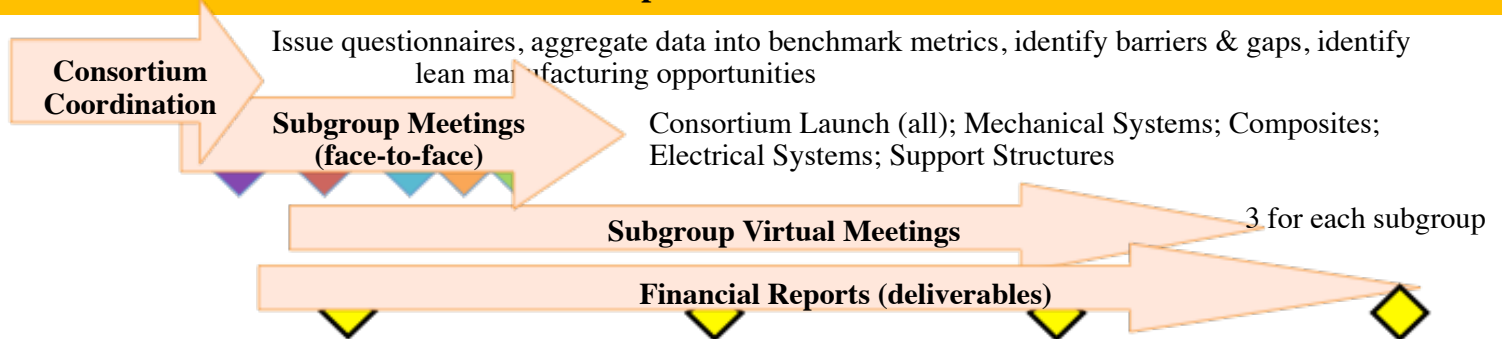 Issue questionnaires, aggregate data into benchmark metrics, identify barriers & gaps, identify
lean manufacturing opportunities
Consortium
Coordination
Subgroup Meetings
(face-to-face)
Consortium Launch (all); Mechanical Systems; Composites;
Electrical Systems; Support Structures
Subgroup Virtual Meetings
3 for each subgroup
Financial Reports (deliverables)